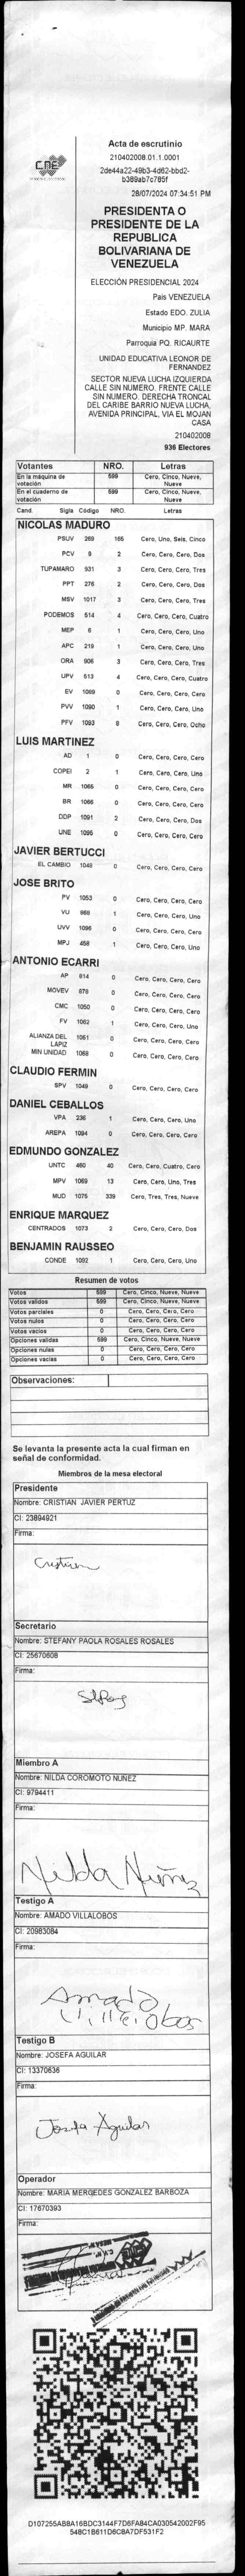 CNE
Acta de escrutinio
210402008.01.1.0001
2de44a22-49b3-4d62-bbd2-
b389ab7c785f
28/07/2024 07:34:51 PM
PRESIDENTA O
PRESIDENTE DE LA
REPUBLICA
BOLIVARIANA DE
VENEZUELA
ELECCIÓN PRESIDENCIAL 2024
País VENEZUELA
Estado EDO. ZULIA
Municipio MP. MARA
Parroquia PQ. RICAURTE
UNIDAD EDUCATIVA LEONOR DE
FERNANDEZ
SECTOR NUEVA LUCHA IZQUIERDA
CALLE SIN NUMERO. FRENTE CALLE
SIN NUMERO. DERECHA TRONCAL
DEL CARIBE BARRIO NUEVA LUCHA,
AVENIDA PRINCIPAL, VIA EL MOJAN
CASA
210402008
936 Electores
Votantes NRO. Letras
En la máquina de votación 599 Cero, Cinco, Nueve, Nueve
En el cuaderno de votación 599 Cero, Cinco, Nueve, Nueve
Cand. Sigla Código NRO. Letras
NICOLAS MADURO
PSUV 269 165 Cero, Uno, Seis, Cinco
PCV 9 2 Cero, Cero, Cero, Dos
TUPAMARO 931 3 Cero, Cero, Cero, Tres
PPT 276 2 Cero, Cero, Cero, Dos
MSV 1017 3 Cero, Cero, Cero, Tres
PODEMOS 514 4 Cero, Cero, Cero, Cuatro
MEP 6 1 Cero, Cero, Cero, Uno
APC 219 1 Cero, Cero, Cero, Uno
ORA 906 3 Cero, Cero, Cero, Tres
UPV 513 4 Cero, Cero, Cero, Cuatro
EV 1089 0 Cero, Cero, Cero, Cero
PVV 1090 1 Cero, Cero, Cero, Uno
PFV 1093 8 Cero, Cero, Cero, Ocho
LUIS MARTINEZ
AD 1 0 Cero, Cero, Cero, Cero
COPEI 2 1 Cero, Cero, Cero, Uno
MR 1065 0 Cero, Cero, Cero, Cero
BR 1066 0 Cero, Cero, Cero, Cero
DDP 1091 2 Cero, Cero, Cero, Dos
UNE 1095 0 Cero, Cero, Cero, Cero
JAVIER BERTUCCI
EL CAMBIO 1048 0 Cero, Cero, Cero, Cero
JOSE BRITO
PV 1053 0 Cero, Cero, Cero, Cero
VU 868 1 Cero, Cero, Cero, Uno
UVV 1096 0 Cero, Cero, Cero, Cero
MPJ 458 1 Cero, Cero, Cero, Uno
ANTONIO ECARRI
AP 814 0 Cero, Cero, Cero, Cero
MOVEV 878 0 Cero, Cero, Cero, Cero
CMC 1050 0 Cero, Cero, Cero, Cero
FV 1062 1 Cero, Cero, Cero, Uno
ALIANZA DEL LAPIZ 1051 0 Cero, Cero, Cero, Cero
MIN UNIDAD 1068 0 Cero, Cero, Cero, Cero
CLAUDIO FERMIN
SPV 1049 0 Cero, Cero, Cero, Cero
DANIEL CEBALLOS
VPA 236 1 Cero, Cero, Cero, Uno
AREPA 1094 0 Cero, Cero, Cero, Cero
EDMUNDO GONZALEZ
UNTC 460 40 Cero, Cero, Cuatro, Cero
MPV 1069 13 Cero, Cero, Uno, Tres
MUD 1075 339 Cero, Tres, Tres, Nueve
ENRIQUE MARQUEZ
CENTRADOS 1073 2 Cero, Cero, Cero, Dos
BENJAMIN RAUSSEO
CONDE 1092 1 Cero, Cero, Cero, Uno
Resumen de votos
Votos 599 Cero, Cinco, Nueve, Nueve
Votos validos 599 Cero, Cinco, Nueve, Nueve
Votos parciales 0 Cero, Cero, Cero, Cero
Votos nulos 0 Cero, Cero, Cero, Cero
Votos vacios 0 Cero, Cero, Cero, Cero
Opciones validas 599 Cero, Cinco, Nueve, Nueve
Opciones nulas 0 Cero, Cero, Cero, Cero
Opciones vacias 0 Cero, Cero, Cero, Cero
Observaciones:
Se levanta la presente acta la cual firman en
señal de conformidad.
Miembros de la mesa electoral
Presidente
Nombre: CRISTIAN JAVIER PERTUZ
CI: 23894921
Firma:
Cristian
Secretario
Nombre: STEFANY PAOLA ROSALES ROSALES
CI: 25670608
Firma:
Miembro A
Nombre: NILDA COROMOTO NUNEZ
CI: 9794411
Firma:
Nelda Núñez
Testigo A
Nombre: AMADO VILLALOBOS
CI: 20983084
Firma:
Amado
Villalobos
Testigo B
Nombre: JOSEFA AGUILAR
CI: 13370636
Firma:
Josefa Aguilar
Operador
Nombre: MARIA MERCEDES GONZALEZ BARBOZA
CI: 17670393
Firma:
D107255AB8A16BDC3144F7D6FA84CA030542002F95
548C1B611D6C8A7DF531F2